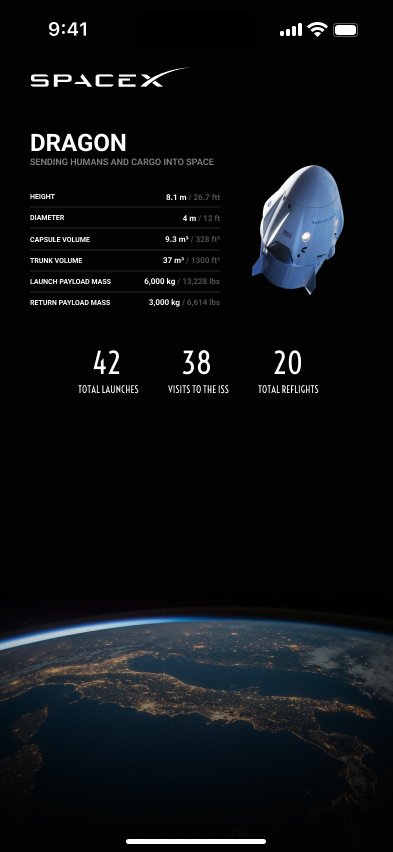 9:41
SPACEX
DRAGON
SENDING HUMANS AND CARGO INTO SPACE
HEIGHT 8.1 m / 26.7 ftt
DIAMETER 4 m / 13 ft
CAPSULE VOLUME 9.3 m³ / 328 ft³
TRUNK VOLUME 37 m³ / 1300 ft³
LAUNCH PAYLOAD MASS 6,000 kg / 13,228 lbs
RETURN PAYLOAD MASS 3,000 kg / 6,614 lbs
42 38 20
TOTAL LAUNCHES VISITS TO THE ISS TOTAL REFLIGHTS